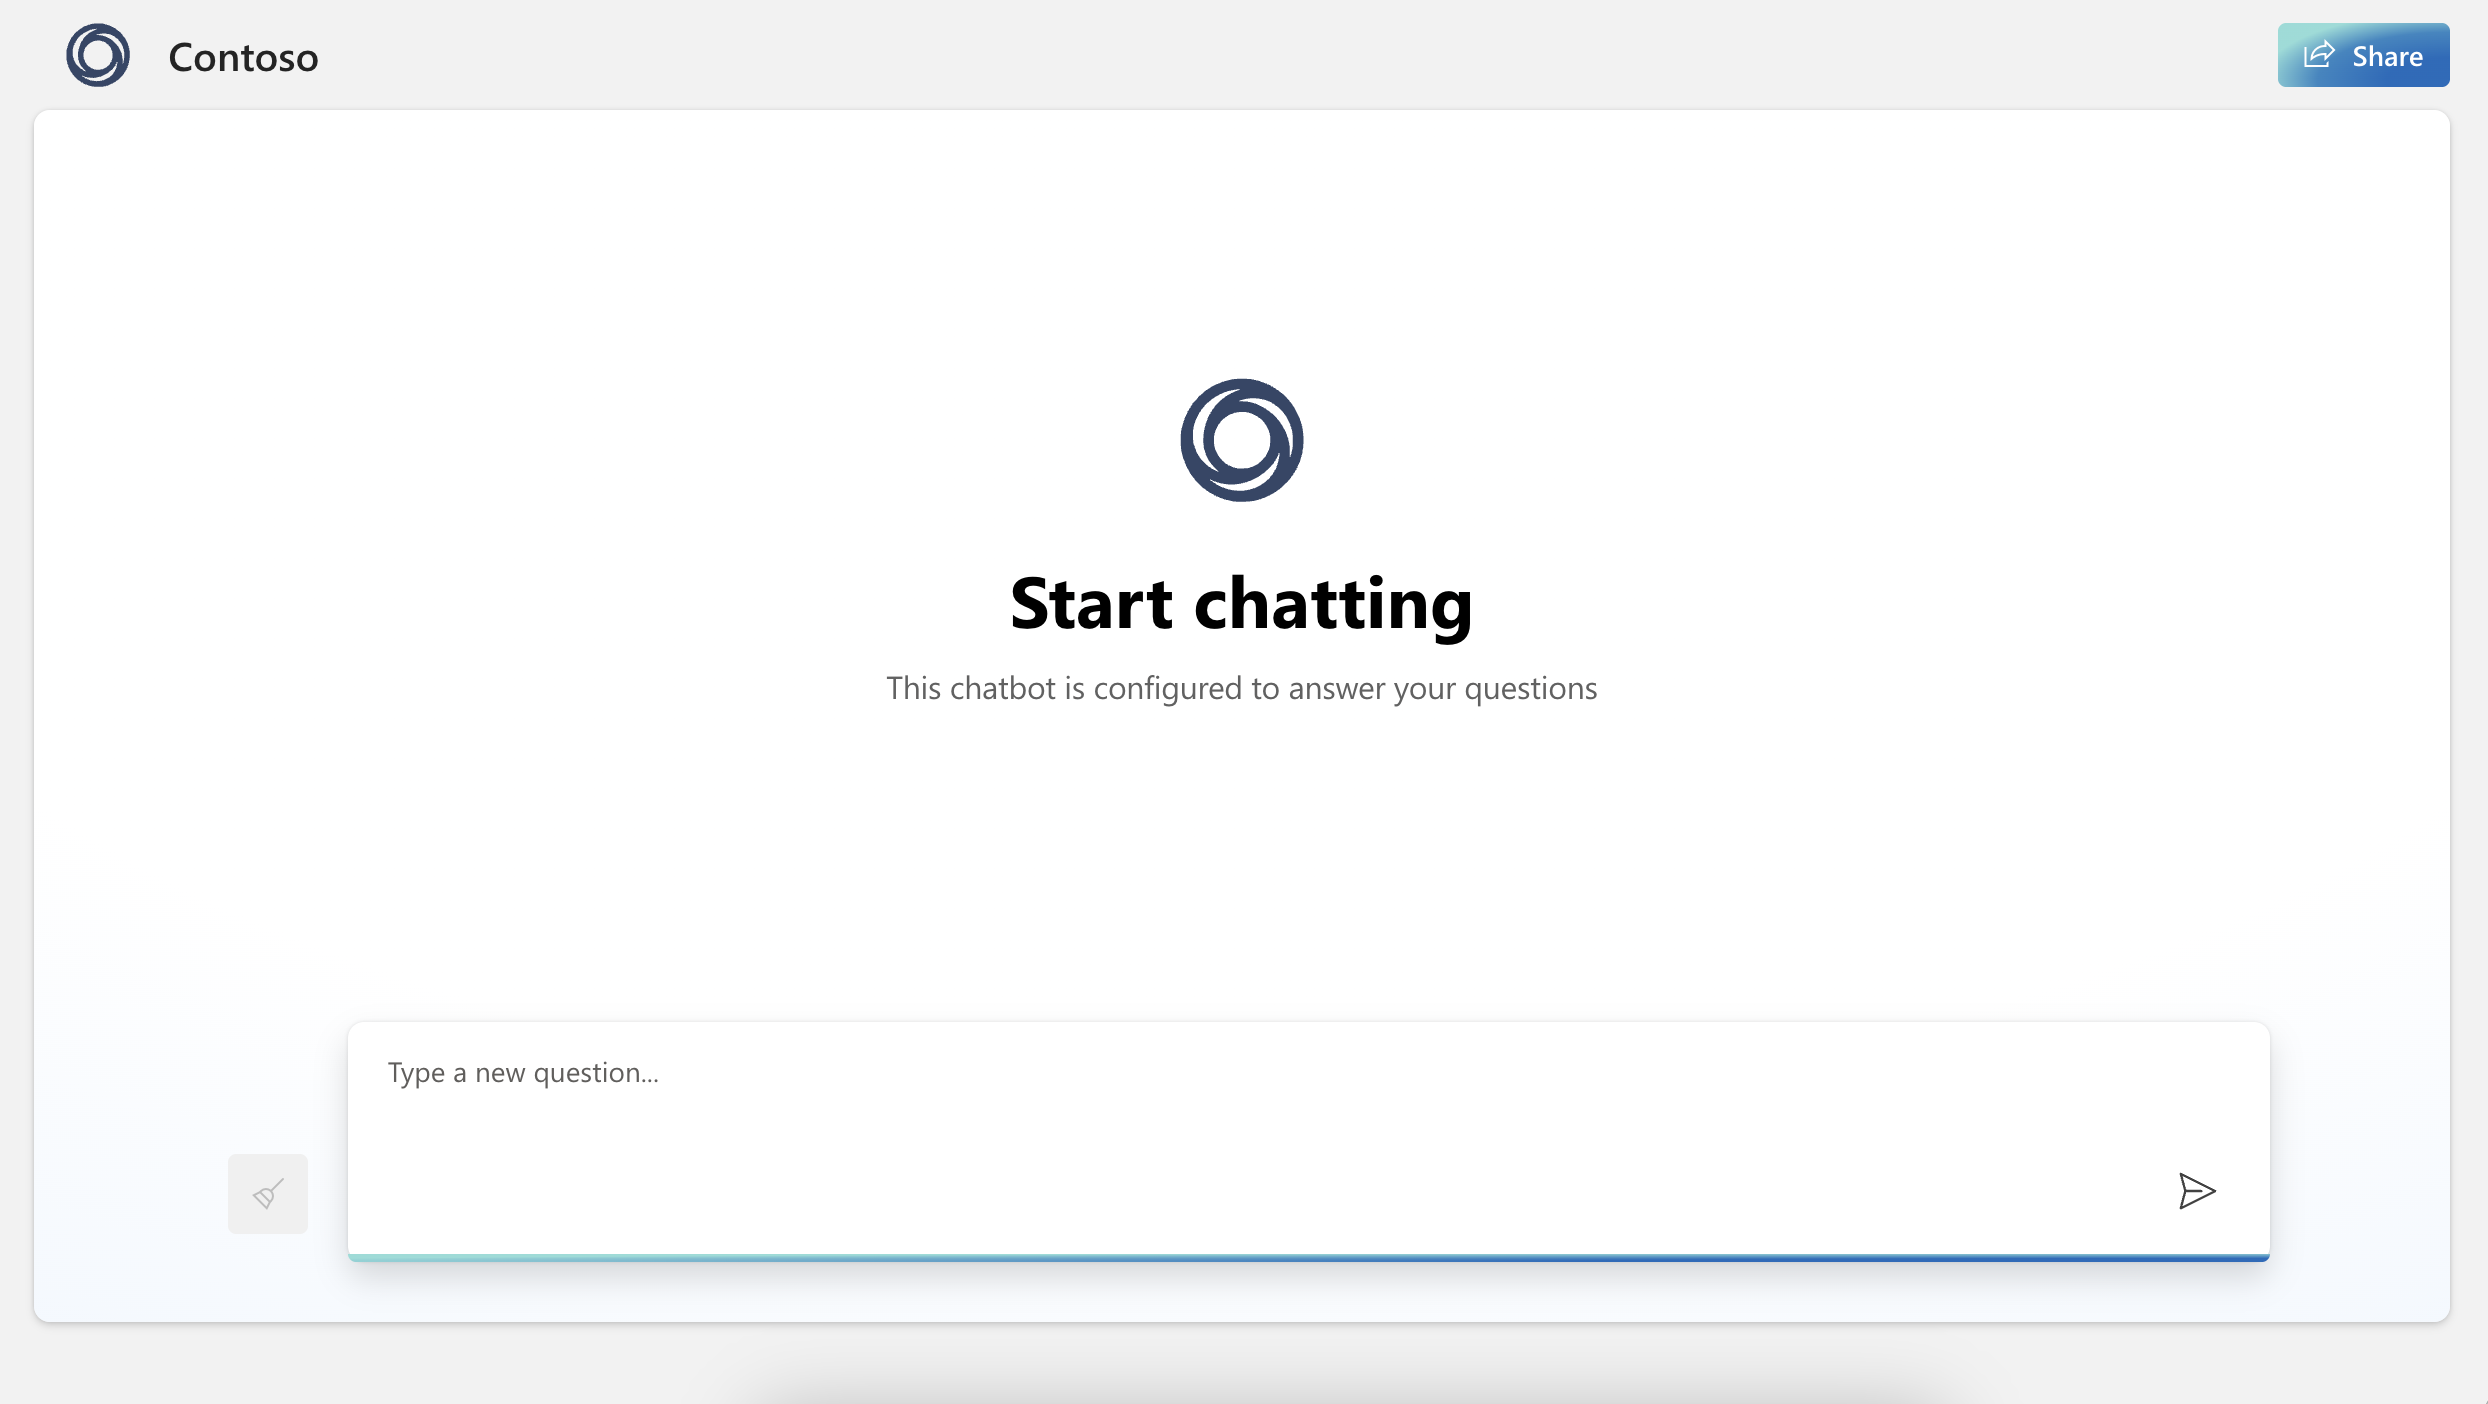 Contoso
Share
Start chatting
This chatbot is configured to answer your questions
Type a new question...